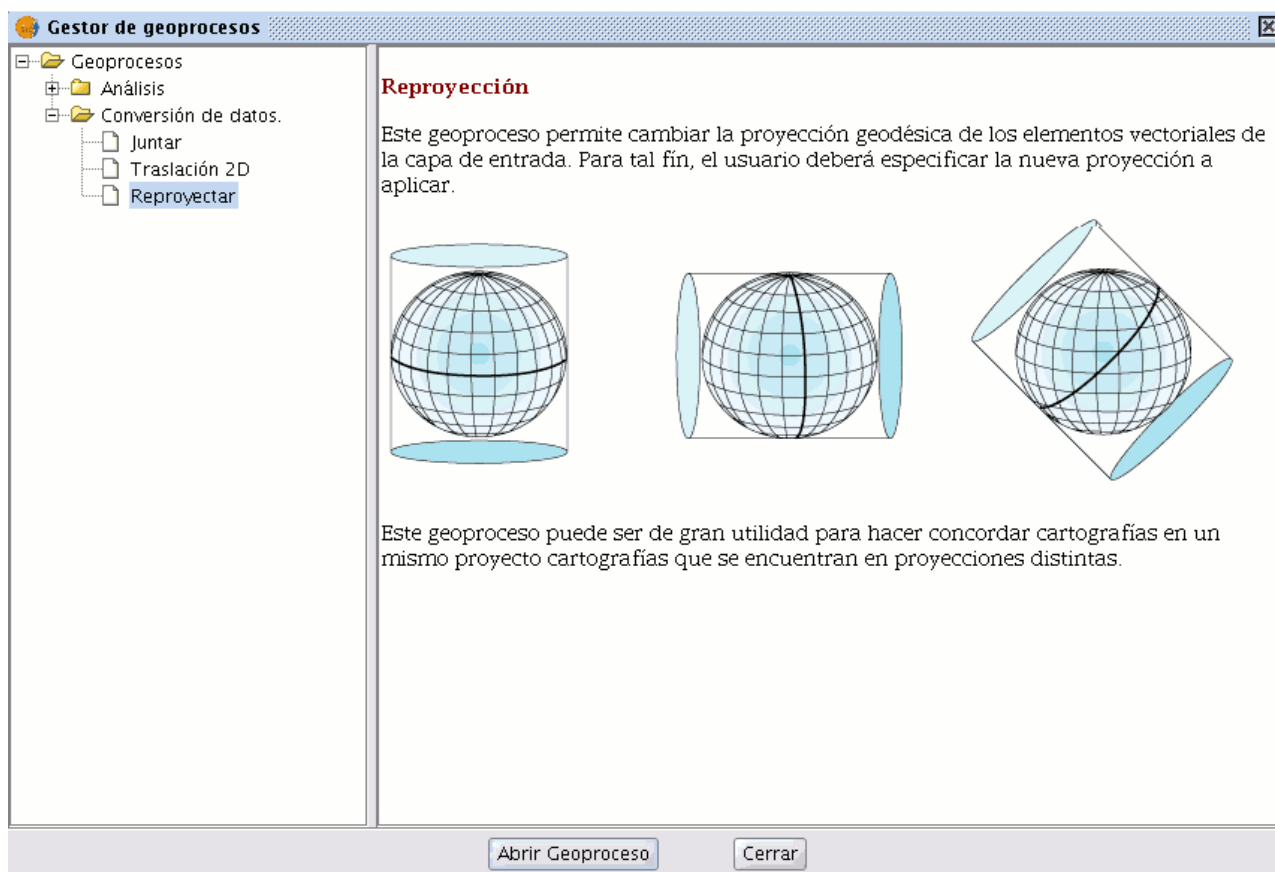 Gestor de geoprocesos
Geoprocesos
Análisis
Conversión de datos.
Juntar
Traslación 2D
Reproyectar
Reproyección
Este geoproceso permite cambiar la proyección geodésica de los elementos vectoriales de
la capa de entrada. Para tal fín, el usuario deberá especificar la nueva proyección a
aplicar.
Este geoproceso puede ser de gran utilidad para hacer concordar cartografías en un
mismo proyecto cartografías que se encuentran en proyecciones distintas.
Abrir Geoproceso
Cerrar